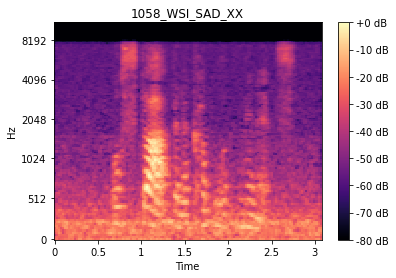 1058_WSI_SAD_XX
+0 dB
8192
-10 dB
4096
-20 dB
-30 dB
2048
Hz
-40 dB
1024
-50 dB
512
-60 dB
-70 dB
0
-80 dB
0 0.5 1 1.5 2 2.5 3
Time